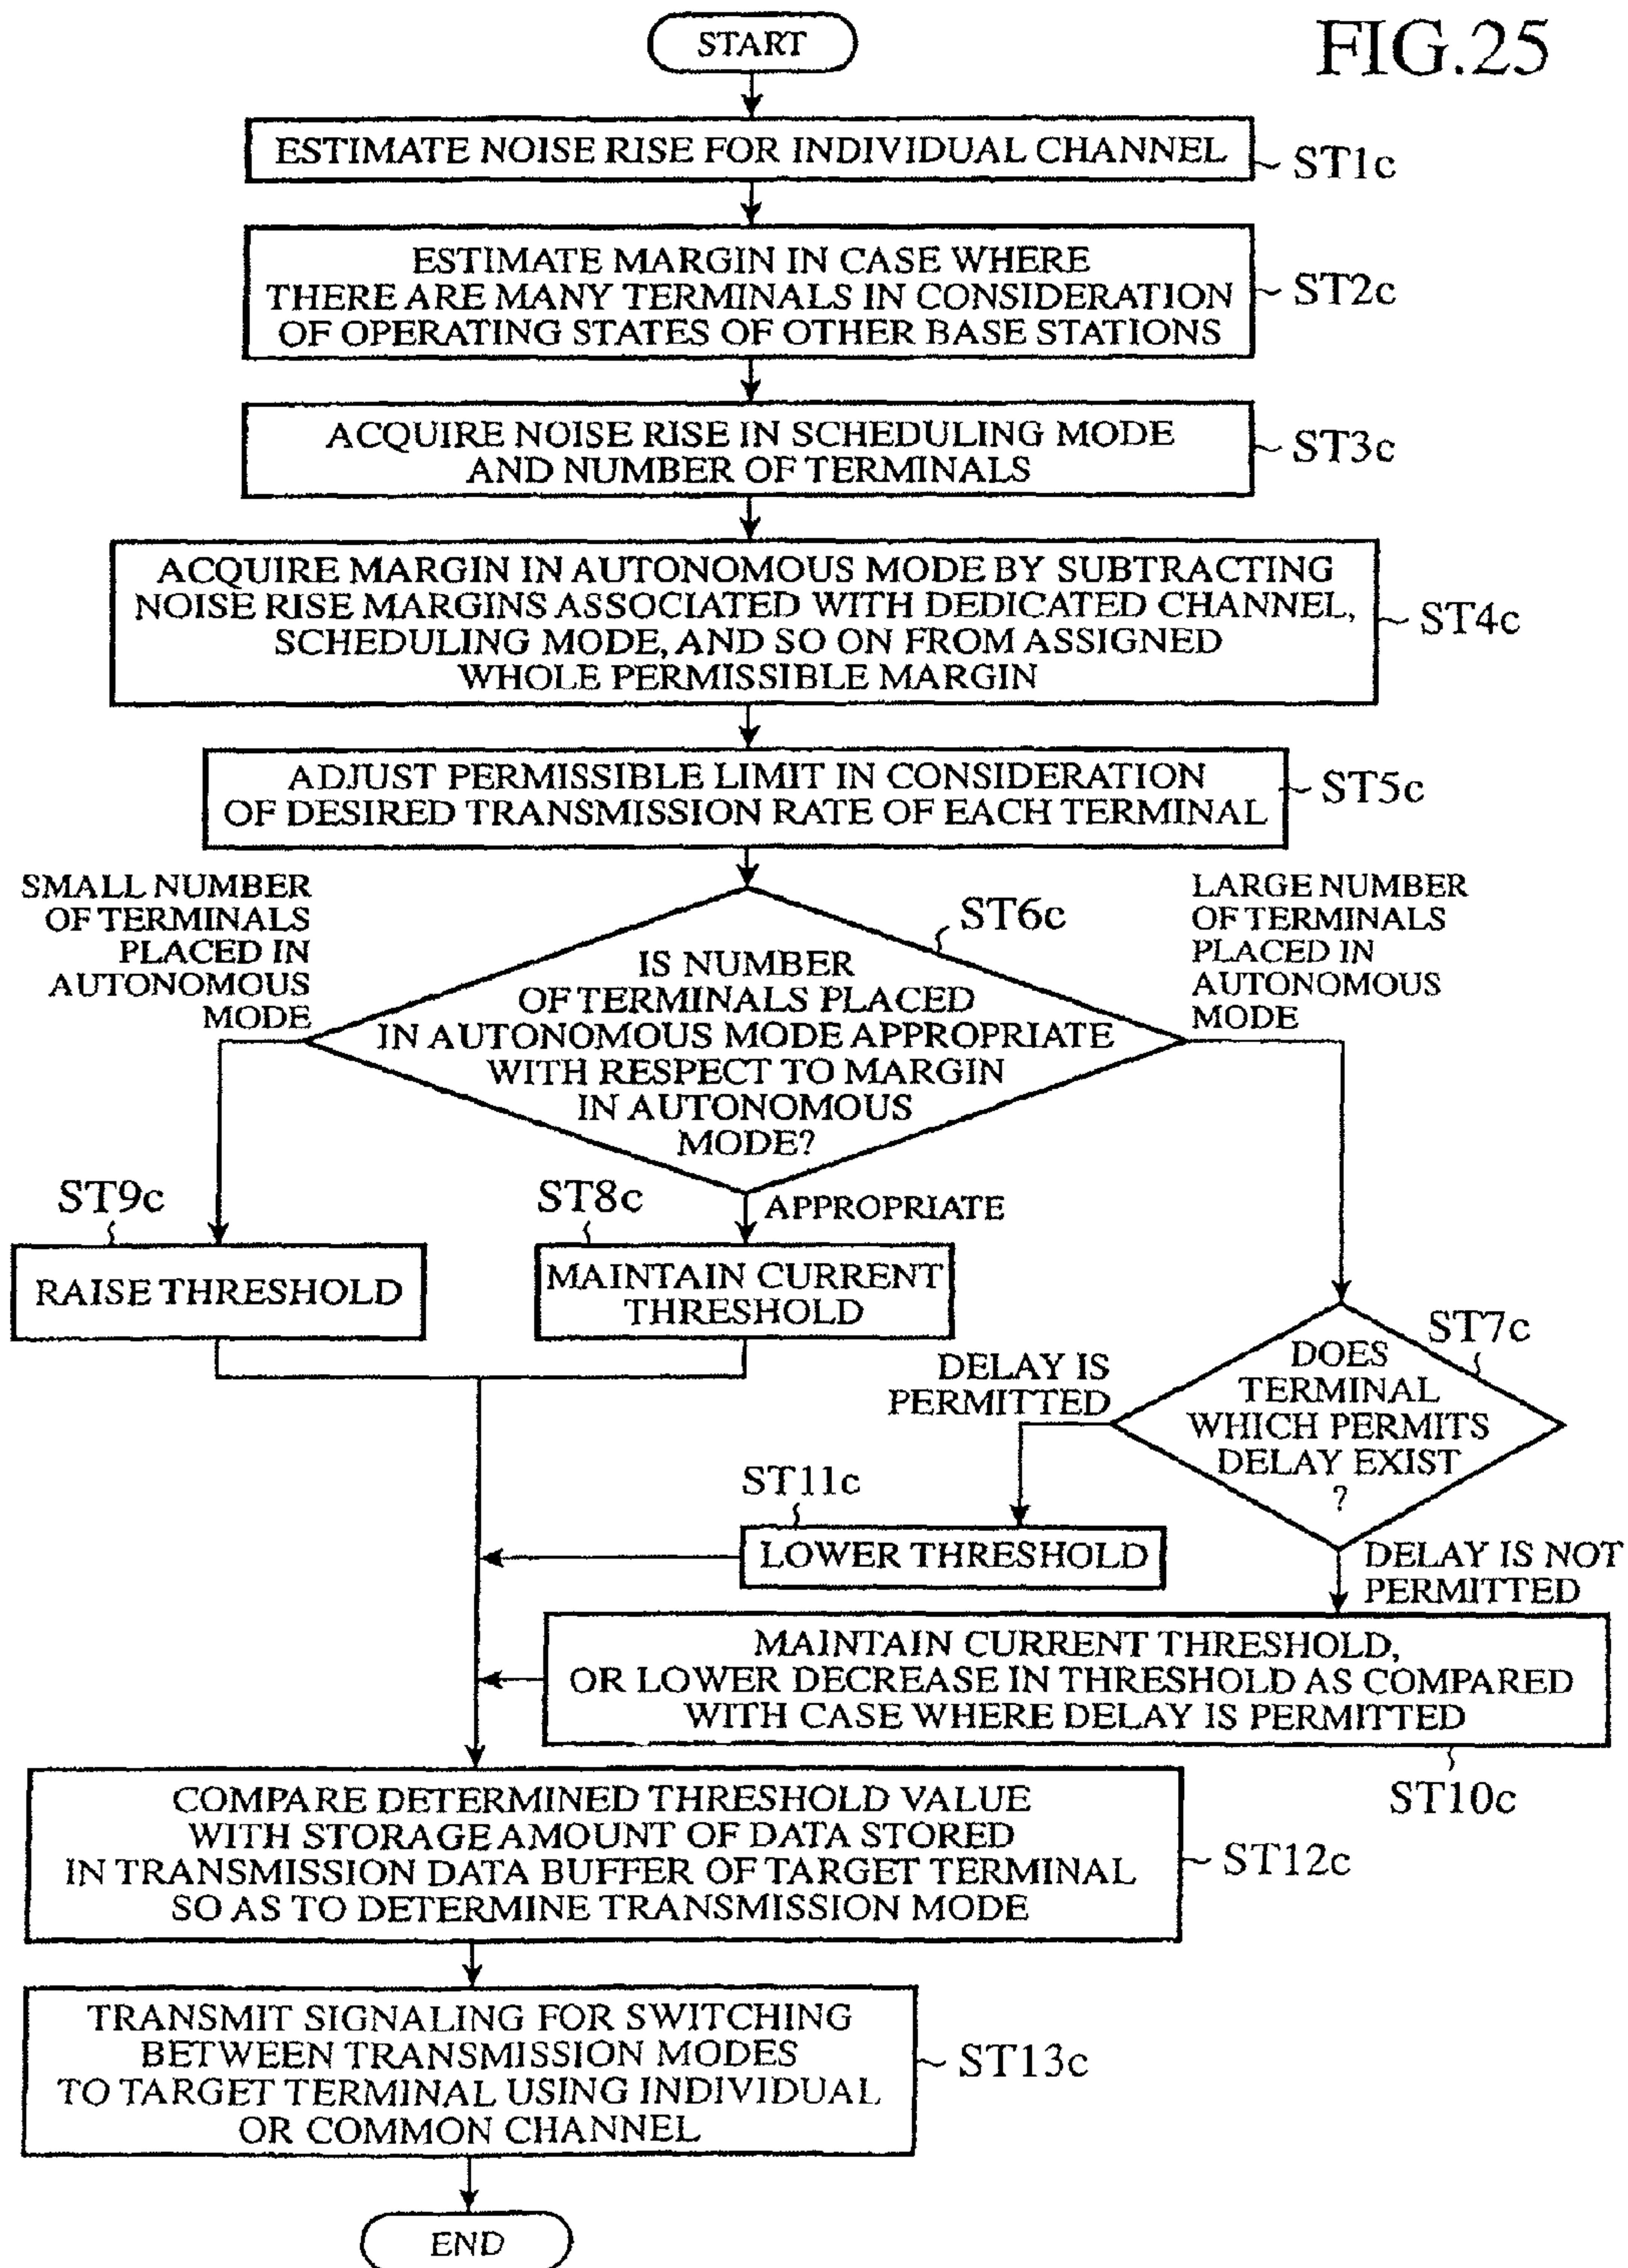 FIG.25
START
ESTIMATE NOISE RISE FOR INDIVIDUAL CHANNEL
ST1c
ESTIMATE MARGIN IN CASE WHERE
THERE ARE MANY TERMINALS IN CONSIDERATION
OF OPERATING STATES OF OTHER BASE STATIONS
ST2c
ACQUIRE NOISE RISE IN SCHEDULING MODE
AND NUMBER OF TERMINALS
ST3c
ACQUIRE MARGIN IN AUTONOMOUS MODE BY SUBTRACTING
NOISE RISE MARGINS ASSOCIATED WITH DEDICATED CHANNEL,
SCHEDULING MODE, AND SO ON FROM ASSIGNED
WHOLE PERMISSIBLE MARGIN
ST4c
ADJUST PERMISSIBLE LIMIT IN CONSIDERATION
OF DESIRED TRANSMISSION RATE OF EACH TERMINAL
ST5c
SMALL NUMBER
OF TERMINALS
PLACED IN
AUTONOMOUS
MODE
LARGE NUMBER
OF TERMINALS
PLACED IN
AUTONOMOUS
MODE
ST6c
IS NUMBER
OF TERMINALS PLACED
IN AUTONOMOUS MODE APPROPRIATE
WITH RESPECT TO MARGIN
IN AUTONOMOUS
MODE?
ST9c
RAISE THRESHOLD
ST8c
APPROPRIATE
MAINTAIN CURRENT
THRESHOLD
ST7c
DOES
TERMINAL
WHICH PERMITS
DELAY EXIST
?
DELAY IS
PERMITTED
ST11c
LOWER THRESHOLD
DELAY IS NOT
PERMITTED
MAINTAIN CURRENT THRESHOLD,
OR LOWER DECREASE IN THRESHOLD AS COMPARED
WITH CASE WHERE DELAY IS PERMITTED
ST10c
COMPARE DETERMINED THRESHOLD VALUE
WITH STORAGE AMOUNT OF DATA STORED
IN TRANSMISSION DATA BUFFER OF TARGET TERMINAL
SO AS TO DETERMINE TRANSMISSION MODE
ST12c
TRANSMIT SIGNALING FOR SWITCHING
BETWEEN TRANSMISSION MODES
TO TARGET TERMINAL USING INDIVIDUAL
OR COMMON CHANNEL
ST13c
END